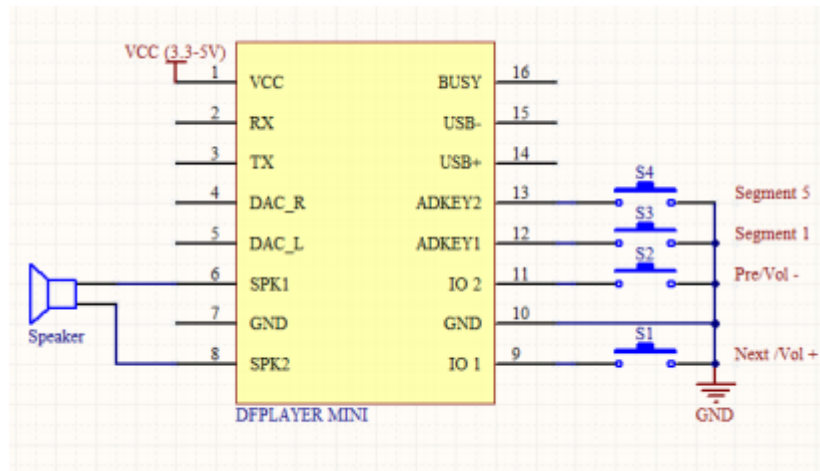 VCC (3.3-5V)
1 VCC BUSY 16
2 RX USB- 15
3 TX USB+ 14
S4
4 DAC_R ADKEY2 13 Segment 5
S3
5 DAC_L ADKEY1 12 Segment 1
S2
6 SPK1 IO 2 11 Pre/Vol -
7 GND GND 10
Speaker
S1
8 SPK2 IO 1 9 Next /Vol +
DFPLAYER MINI
GND